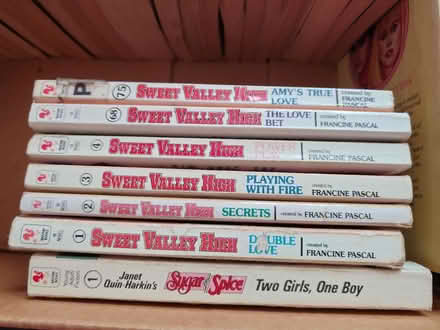 P 75 SWEET VALLEY HIGH AMY'S TRUE LOVE created by FRANCINE PASCAL
68 SWEET VALLEY HIGH THE LOVE BET created by FRANCINE PASCAL
4 SWEET VALLEY HIGH POWER created by FRANCINE PASCAL
3 SWEET VALLEY HIGH PLAYING WITH FIRE created by FRANCINE PASCAL
2 SWEET VALLEY HIGH SECRETS created by FRANCINE PASCAL
1 SWEET VALLEY HIGH DOUBLE LOVE created by FRANCINE PASCAL
1 Janet Quin-Harkin's Sugar & Spice Two Girls, One Boy